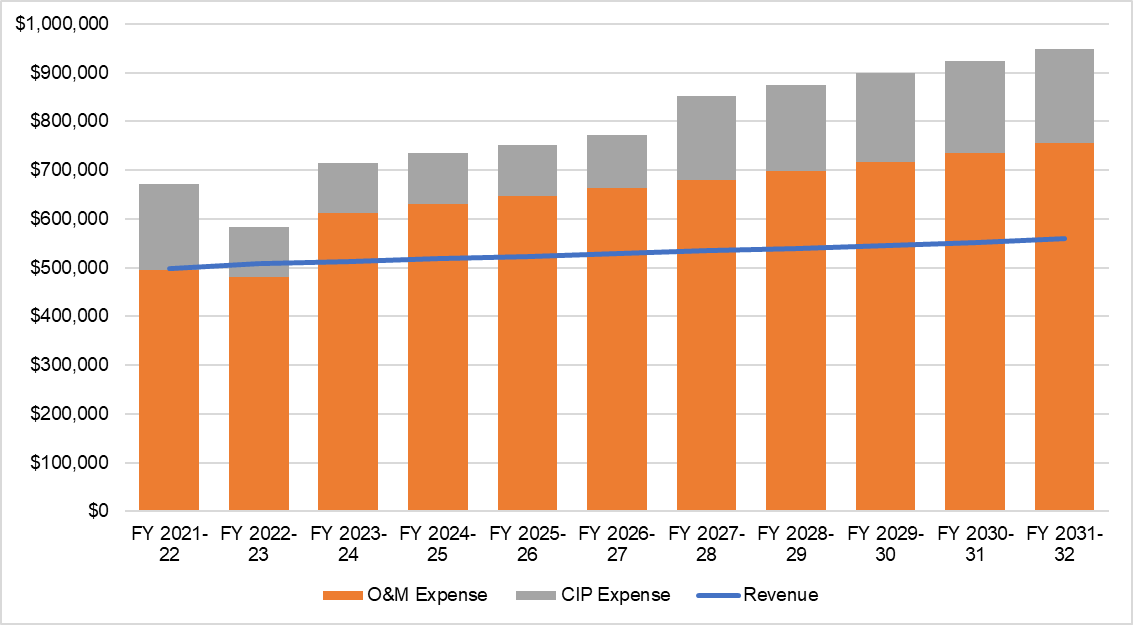 $1,000,000
$900,000
$800,000
$700,000
$600,000
$500,000
$400,000
$300,000
$200,000
$100,000
$0
FY 2021-
22
FY 2022-
23
FY 2023-
24
FY 2024-
25
FY 2025-
26
FY 2026-
27
FY 2027-
28
FY 2028-
29
FY 2029-
30
FY 2030-
31
FY 2031-
32
O&M Expense
CIP Expense
Revenue